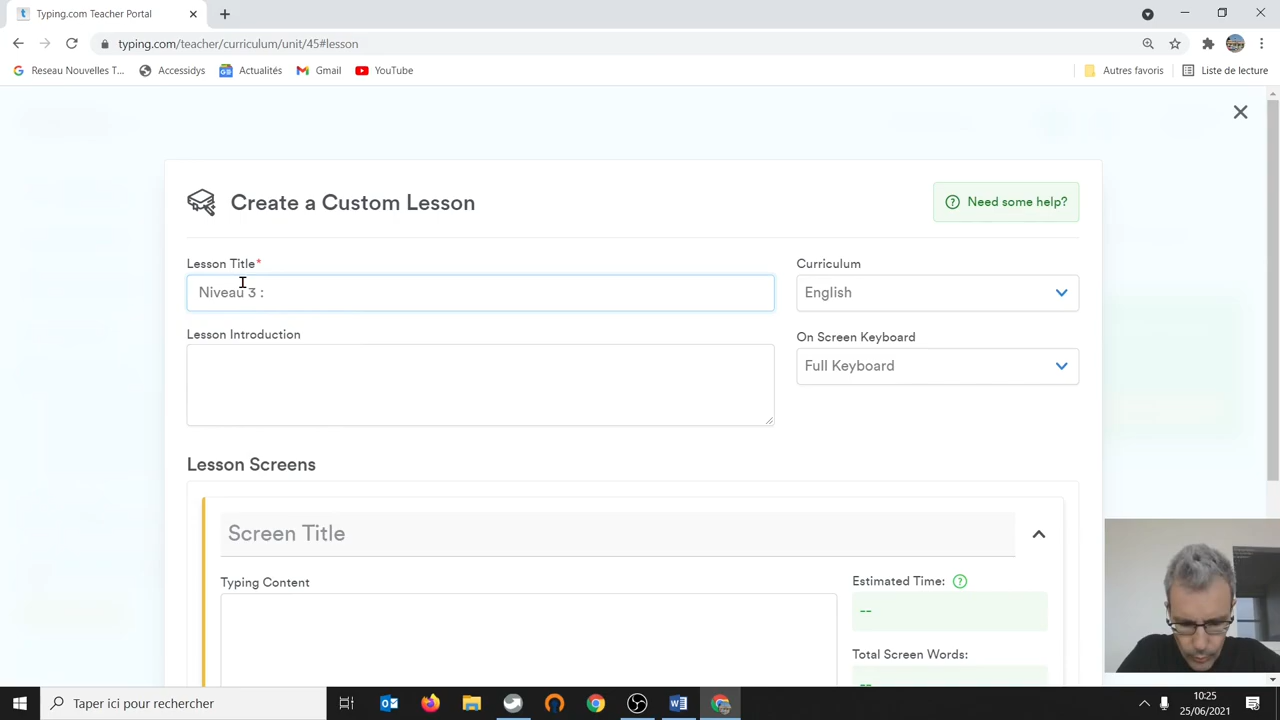 Typing.com Teacher Portal
typing.com/teacher/curriculum/unit/45#lesson
Reseau Nouvelles T...
Accessidys
Actualités
Gmail
YouTube
Autres favoris
Liste de lecture
Create a Custom Lesson
Need some help?
Lesson Title*
Curriculum
Niveau 3 :
English
Lesson Introduction
On Screen Keyboard
Full Keyboard
Lesson Screens
Screen Title
Typing Content
Estimated Time:
--
Total Screen Words:
--
Taper ici pour rechercher
10:25
25/06/2021